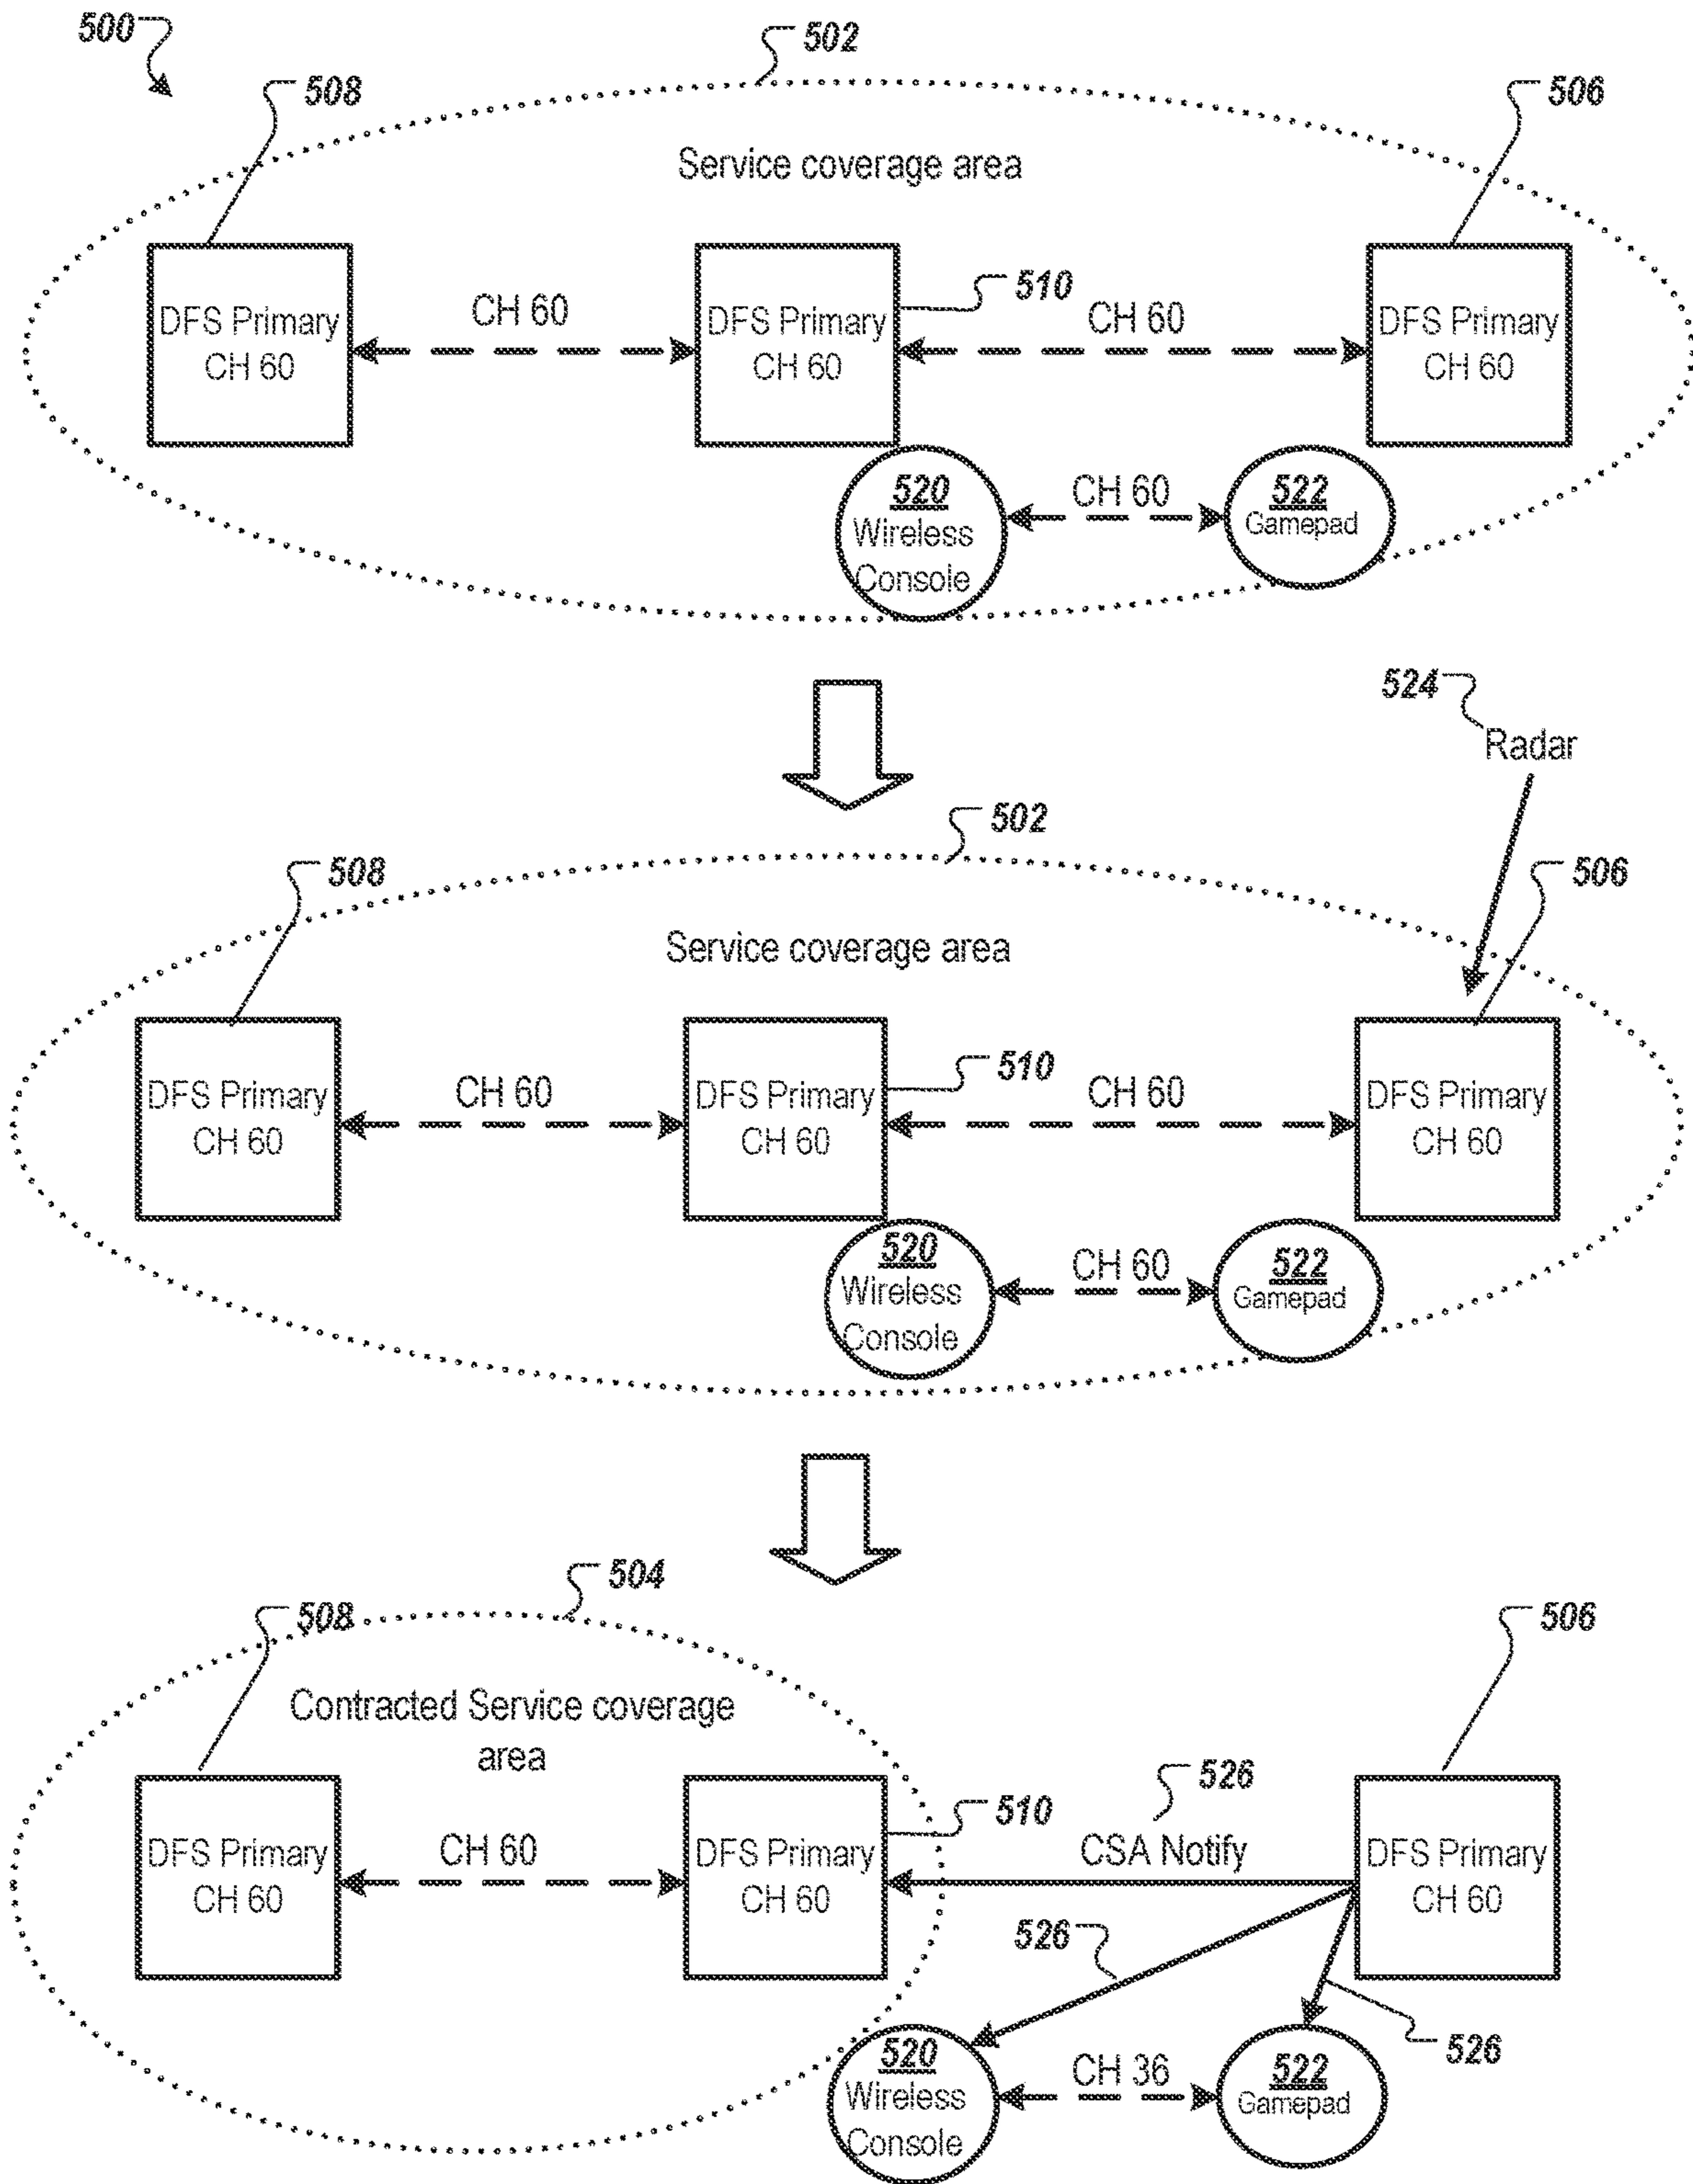 500
502
508
506
Service coverage area
510
DFS Primary
CH 60
CH 60
DFS Primary
CH 60
CH 60
DFS Primary
CH 60
520
Wireless
Console
CH 60
522
Gamepad
524
Radar
502
508
506
Service coverage area
510
DFS Primary
CH 60
CH 60
DFS Primary
CH 60
CH 60
DFS Primary
CH 60
520
Wireless
Console
CH 60
522
Gamepad
504
508
506
Contracted Service coverage
area
526
510
DFS Primary
CH 60
CH 60
DFS Primary
CH 60
CSA Notify
DFS Primary
CH 60
526
526
520
Wireless
Console
CH 36
522
Gamepad